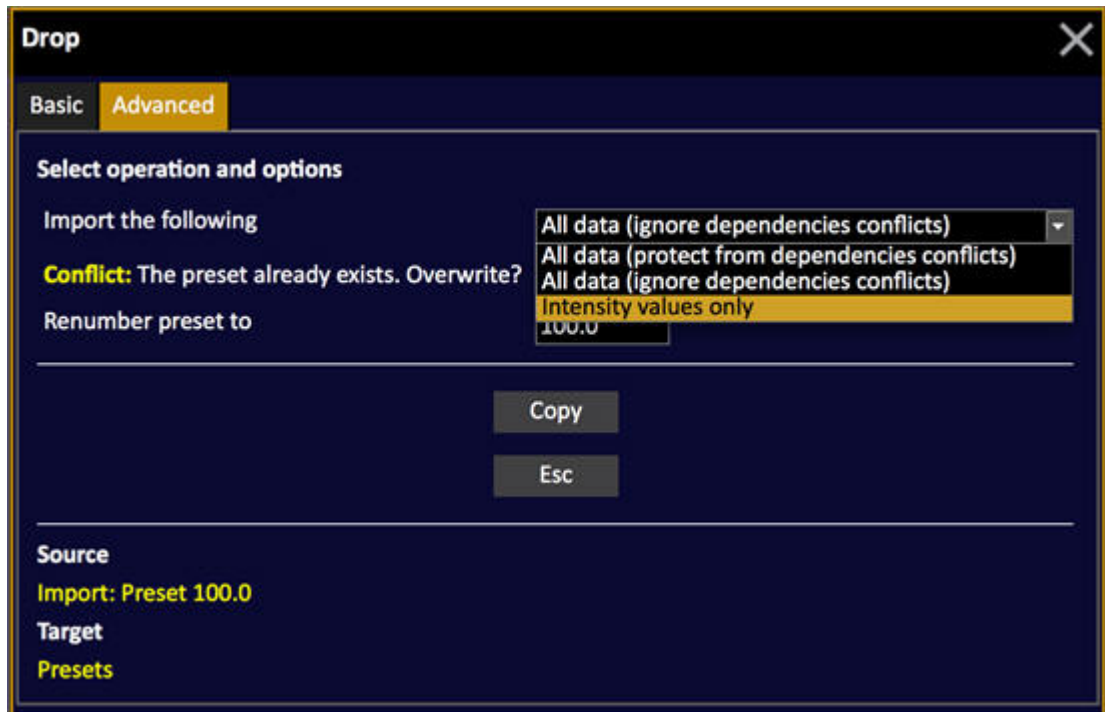 Drop
Basic Advanced
Select operation and options
Import the following All data (ignore dependencies conflicts)
All data (protect from dependencies conflicts)
Conflict: The preset already exists. Overwrite? All data (ignore dependencies conflicts)
Intensity values only
Renumber preset to 100.0
Copy
Esc
Source
Import: Preset 100.0
Target
Presets